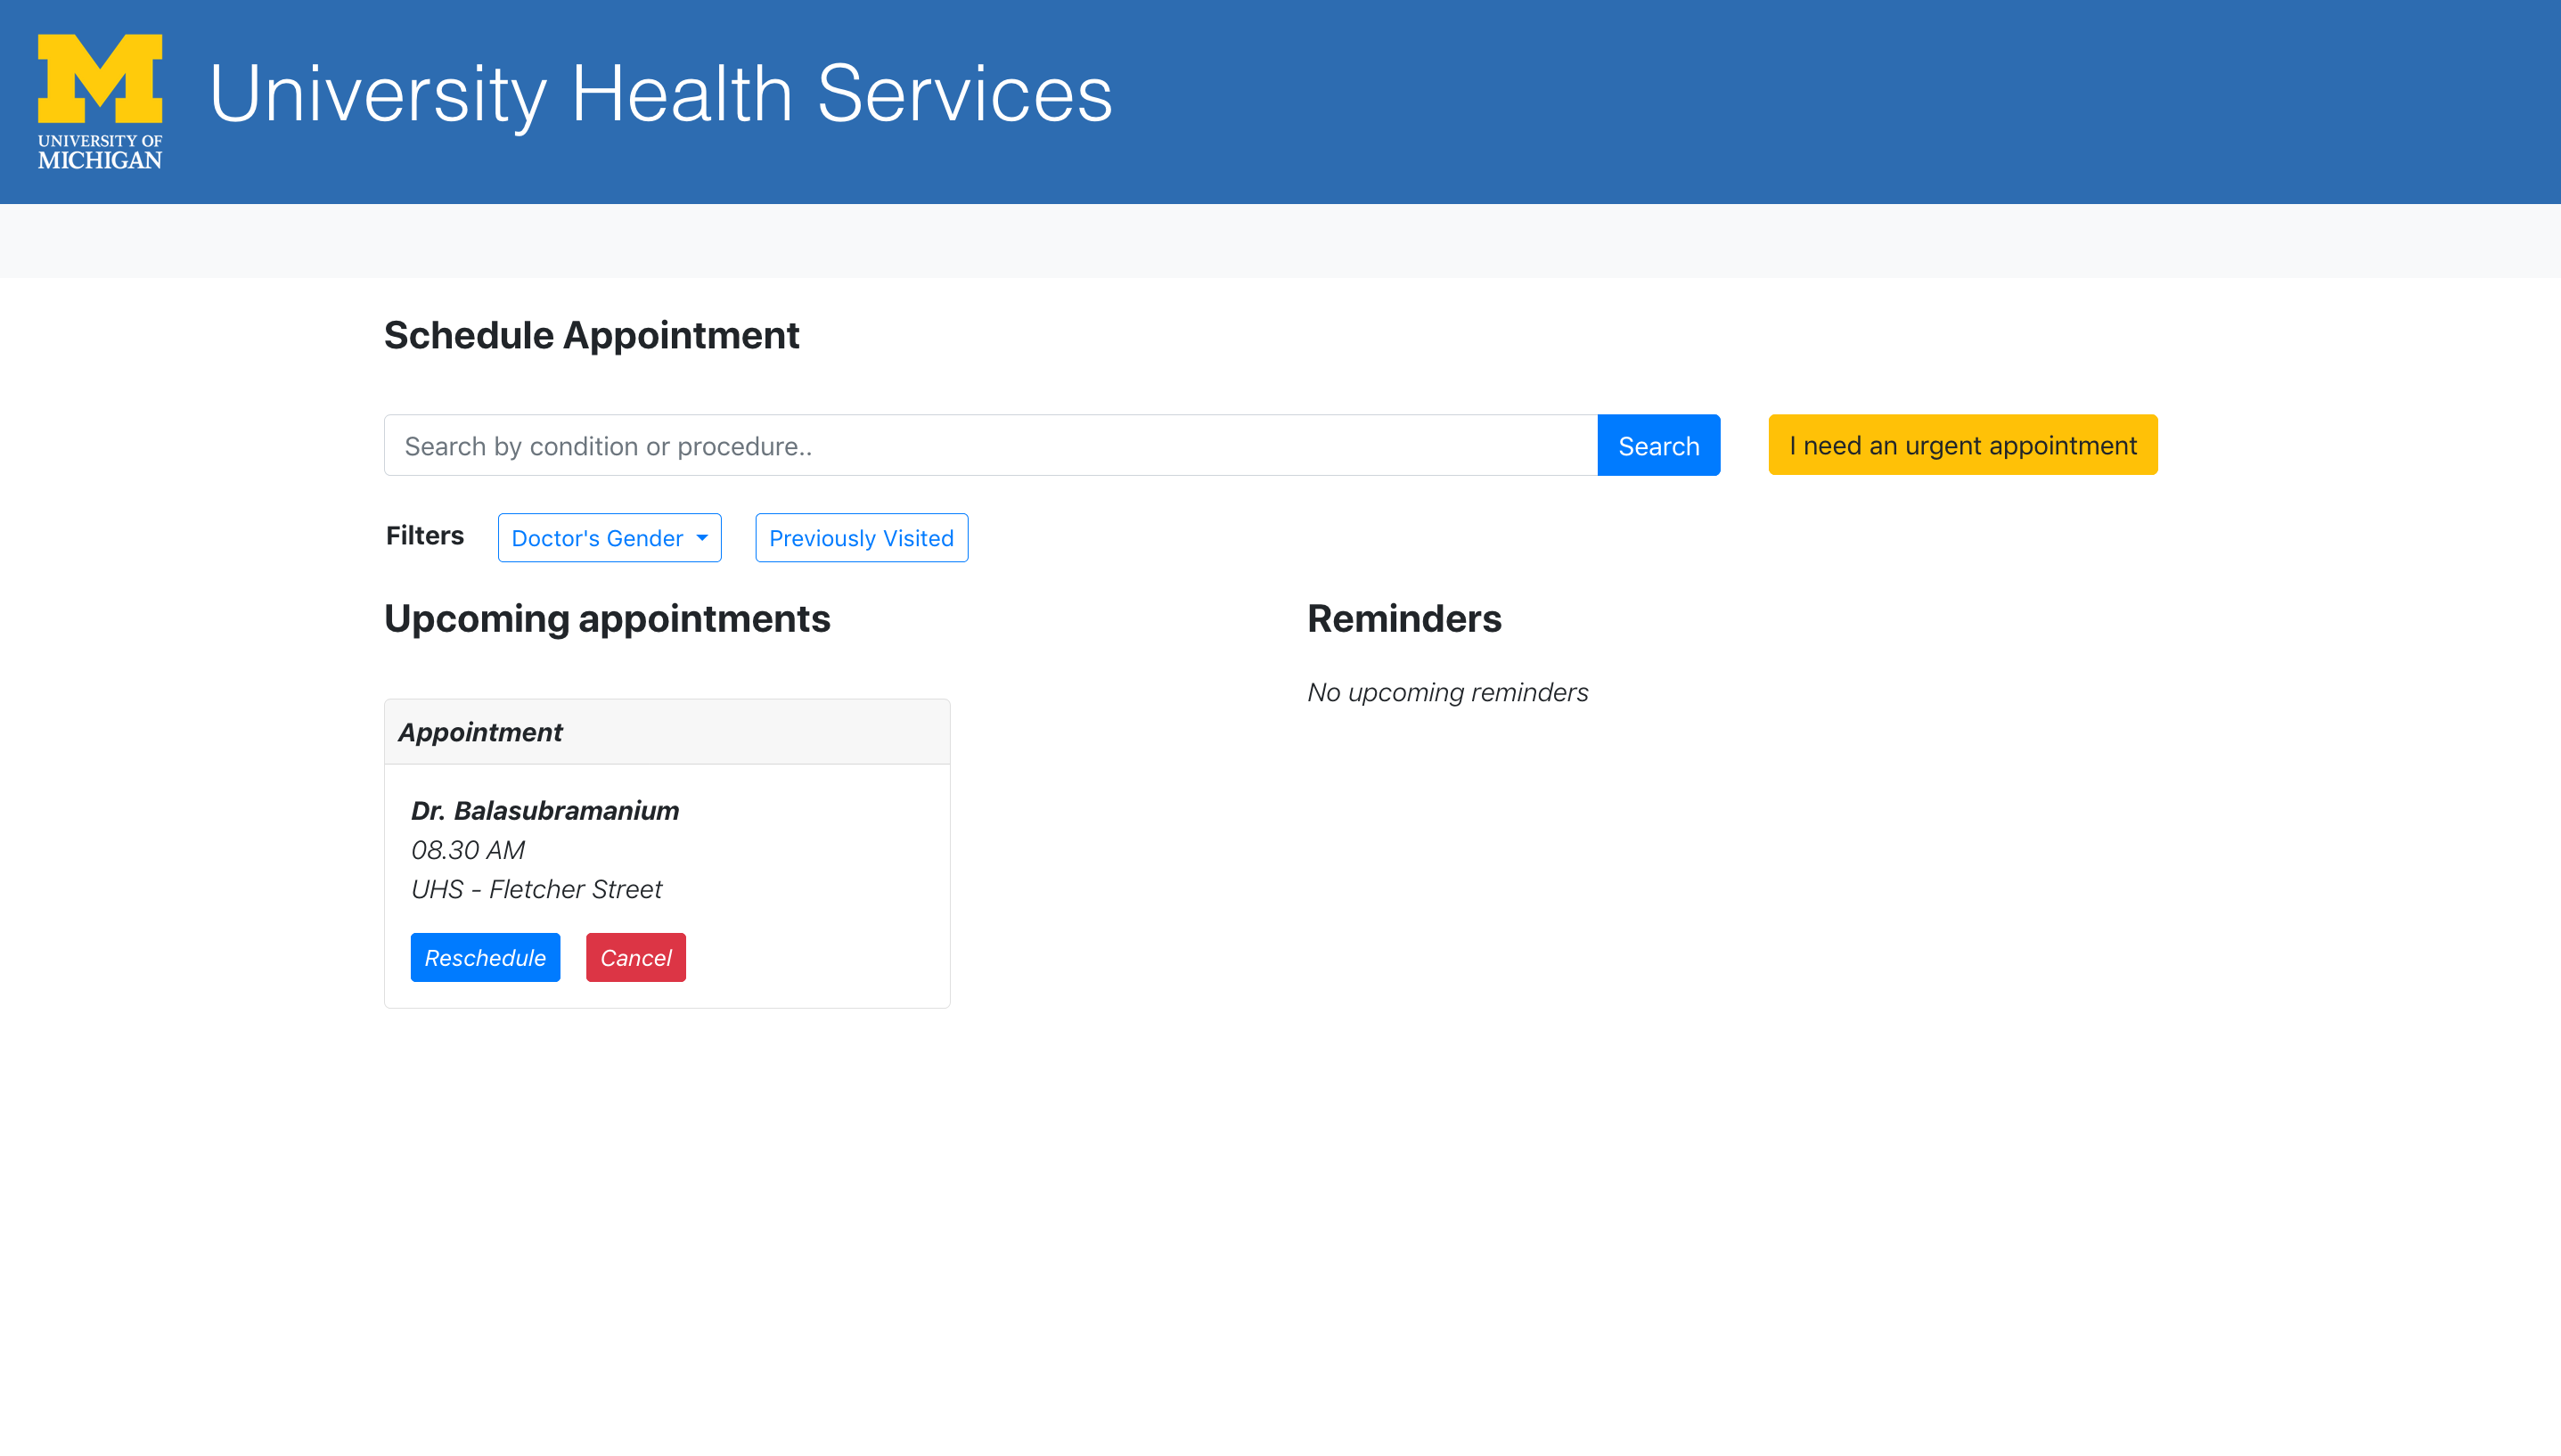 University Health Services
UNIVERSITY OF
MICHIGAN
Schedule Appointment
Search by condition or procedure..
Search
I need an urgent appointment
Filters
Doctor's Gender
Previously Visited
Upcoming appointments
Reminders
No upcoming reminders
Appointment
Dr. Balasubramanium
08.30 AM
UHS - Fletcher Street
Reschedule
Cancel